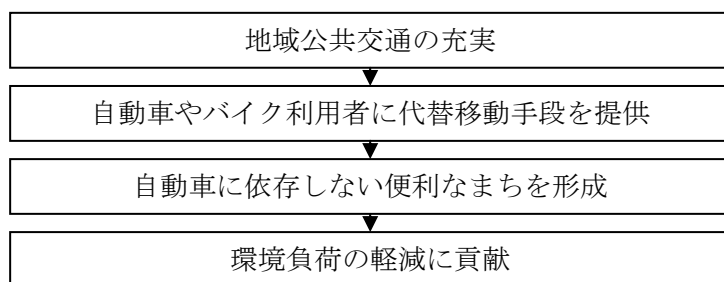 地域公共交通の充実
自動車やバイク利用者に代替移動手段を提供
自動車に依存しない便利なまちを形成
環境負荷の軽減に貢献